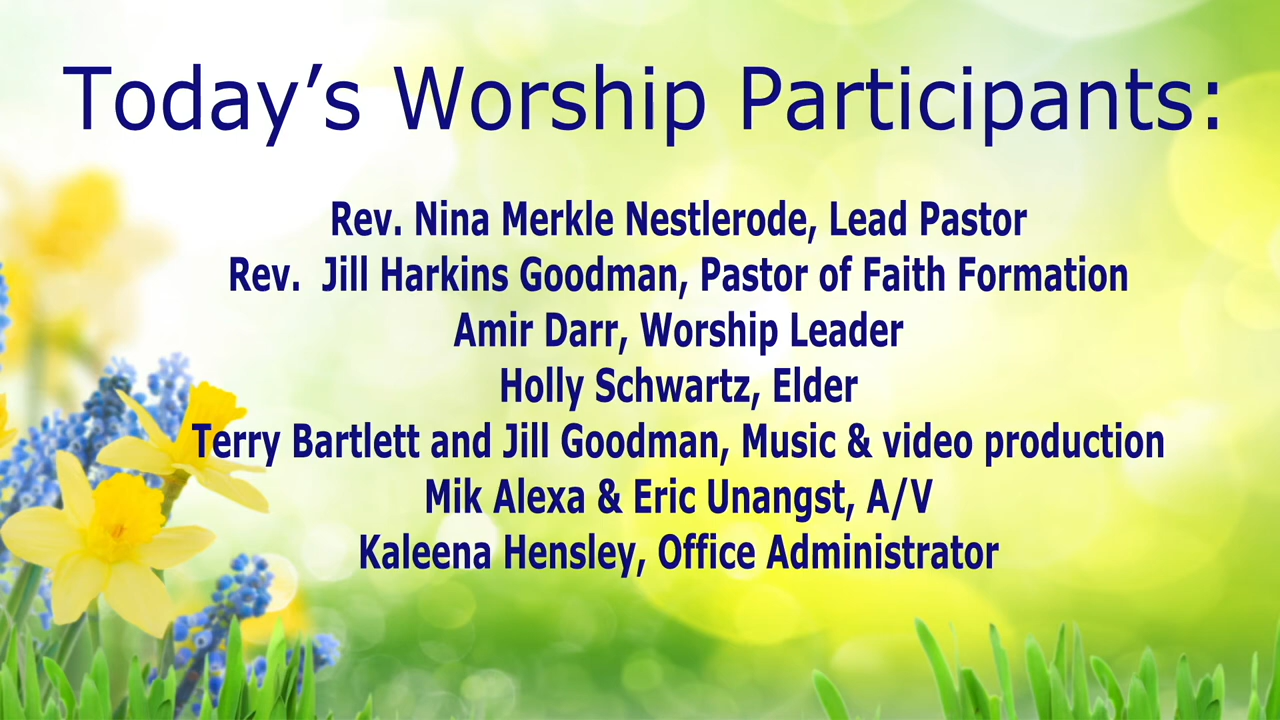 Today’s Worship Participants:
Rev. Nina Merkle Nestlerode, Lead Pastor
Rev.  Jill Harkins Goodman, Pastor of Faith Formation
Amir Darr, Worship Leader
Holly Schwartz, Elder
Terry Bartlett and Jill Goodman, Music & video production
Mik Alexa & Eric Unangst, A/V
Kaleena Hensley, Office Administrator